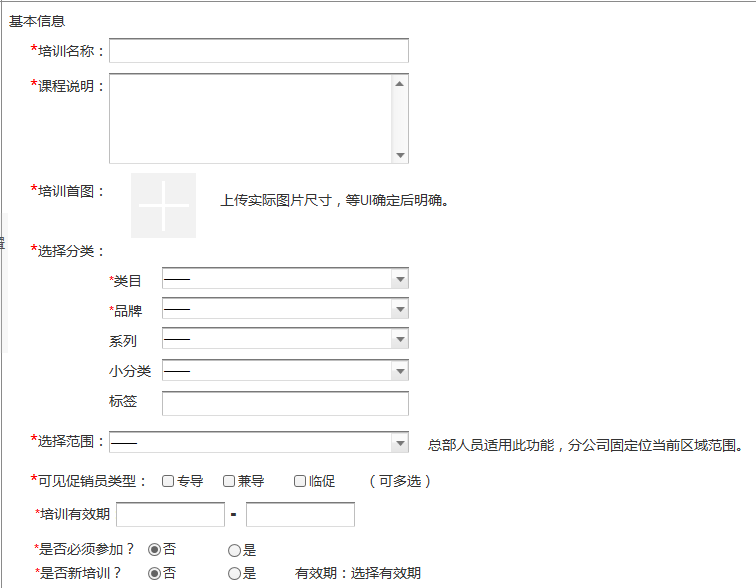 基本信息
*培训名称：
*课程说明：
*培训首图：
上传实际图片尺寸，等UI确定后明确。
置
*选择分类：
*类目 ——
*品牌 ——
系列 ——
小分类 ——
标签
*选择范围： —— 总部人员适用此功能，分公司固定位当前区域范围。
*可见促销员类型： 专导 兼导 临促 （可多选）
*培训有效期 -
*是否必须参加？ 否 是
*是否新培训？ 否 是 有效期：选择有效期